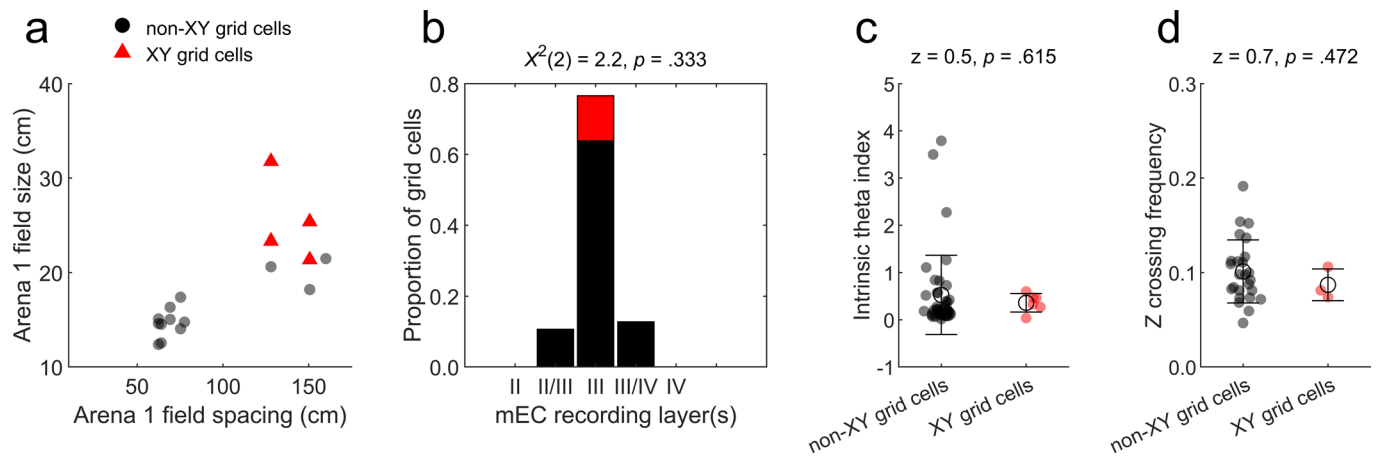 a
non-XY grid cells
XY grid cells
Arena 1 field size (cm)
40
30
20
10
50
100
150
Arena 1 field spacing (cm)
b
X²(2) = 2.2, p = .333
Proportion of grid cells
0.8
0.6
0.4
0.2
0.0
II
II/III
III
III/IV
IV
mEC recording layer(s)
c
z = 0.5, p = .615
Intrinsic theta index
5
4
3
2
1
0
-1
non-XY grid cells
XY grid cells
d
z = 0.7, p = .472
Z crossing frequency
0.3
0.2
0.1
0.0
non-XY grid cells
XY grid cells